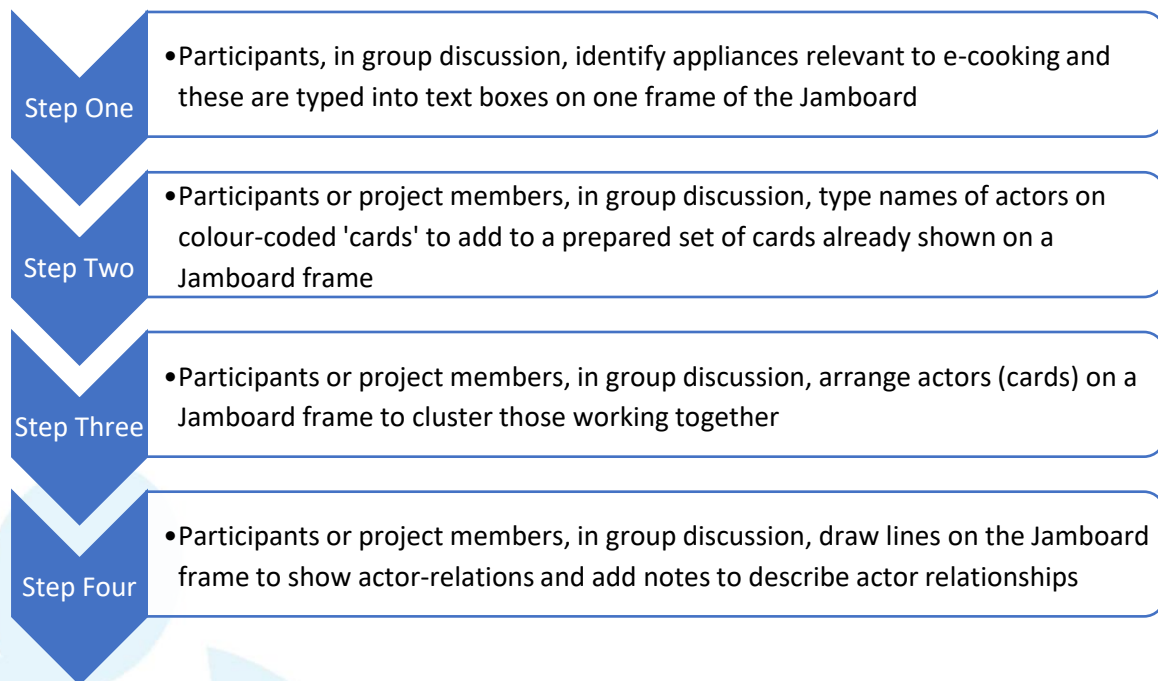 Step One
•Participants, in group discussion, identify appliances relevant to e-cooking and
these are typed into text boxes on one frame of the Jamboard
Step Two
•Participants or project members, in group discussion, type names of actors on
colour-coded 'cards' to add to a prepared set of cards already shown on a
Jamboard frame
Step Three
•Participants or project members, in group discussion, arrange actors (cards) on a
Jamboard frame to cluster those working together
Step Four
•Participants or project members, in group discussion, draw lines on the Jamboard
frame to show actor-relations and add notes to describe actor relationships